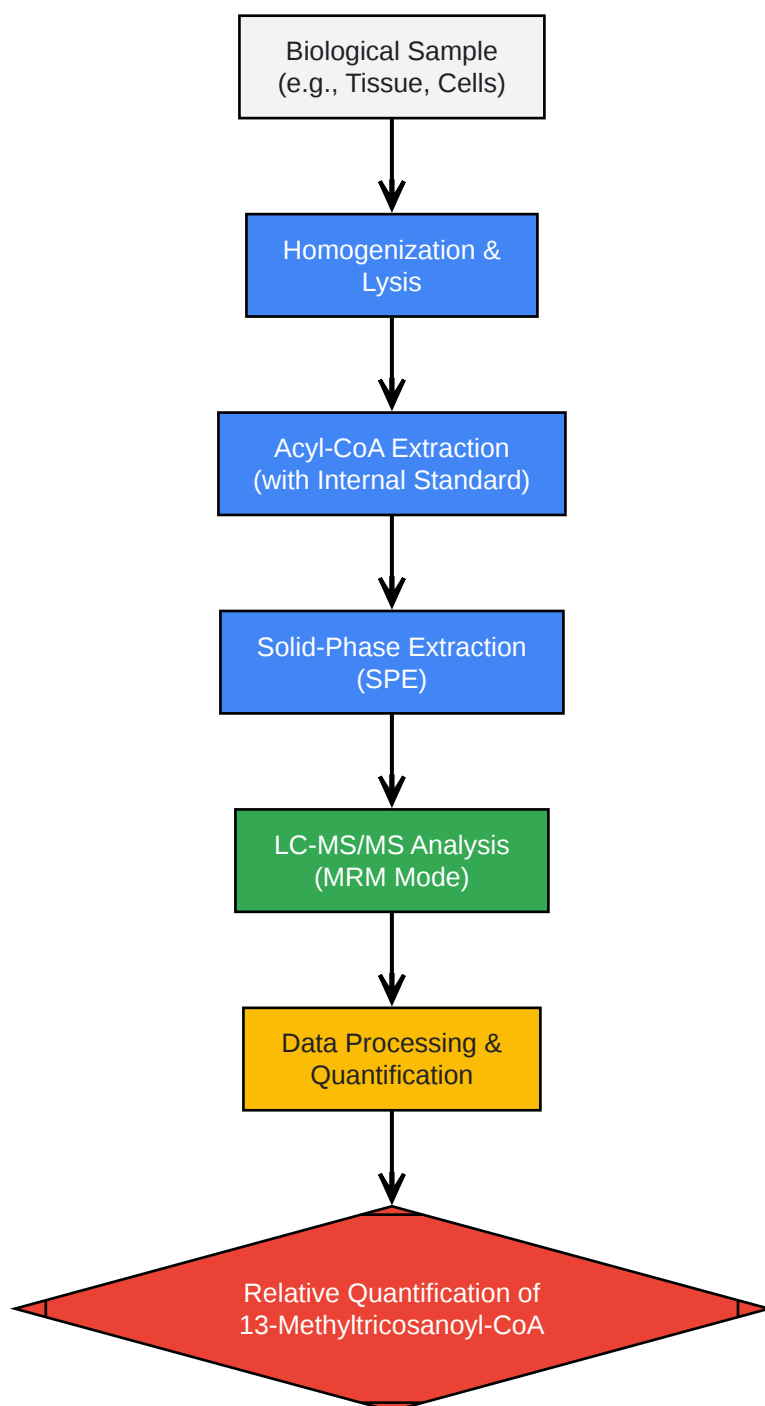 Biological Sample
(e.g., Tissue, Cells)
Homogenization &
Lysis
Acyl-CoA Extraction
(with Internal Standard)
Solid-Phase Extraction
(SPE)
LC-MS/MS Analysis
(MRM Mode)
Data Processing &
Quantification
Relative Quantification of
13-Methyltricosanoyl-CoA